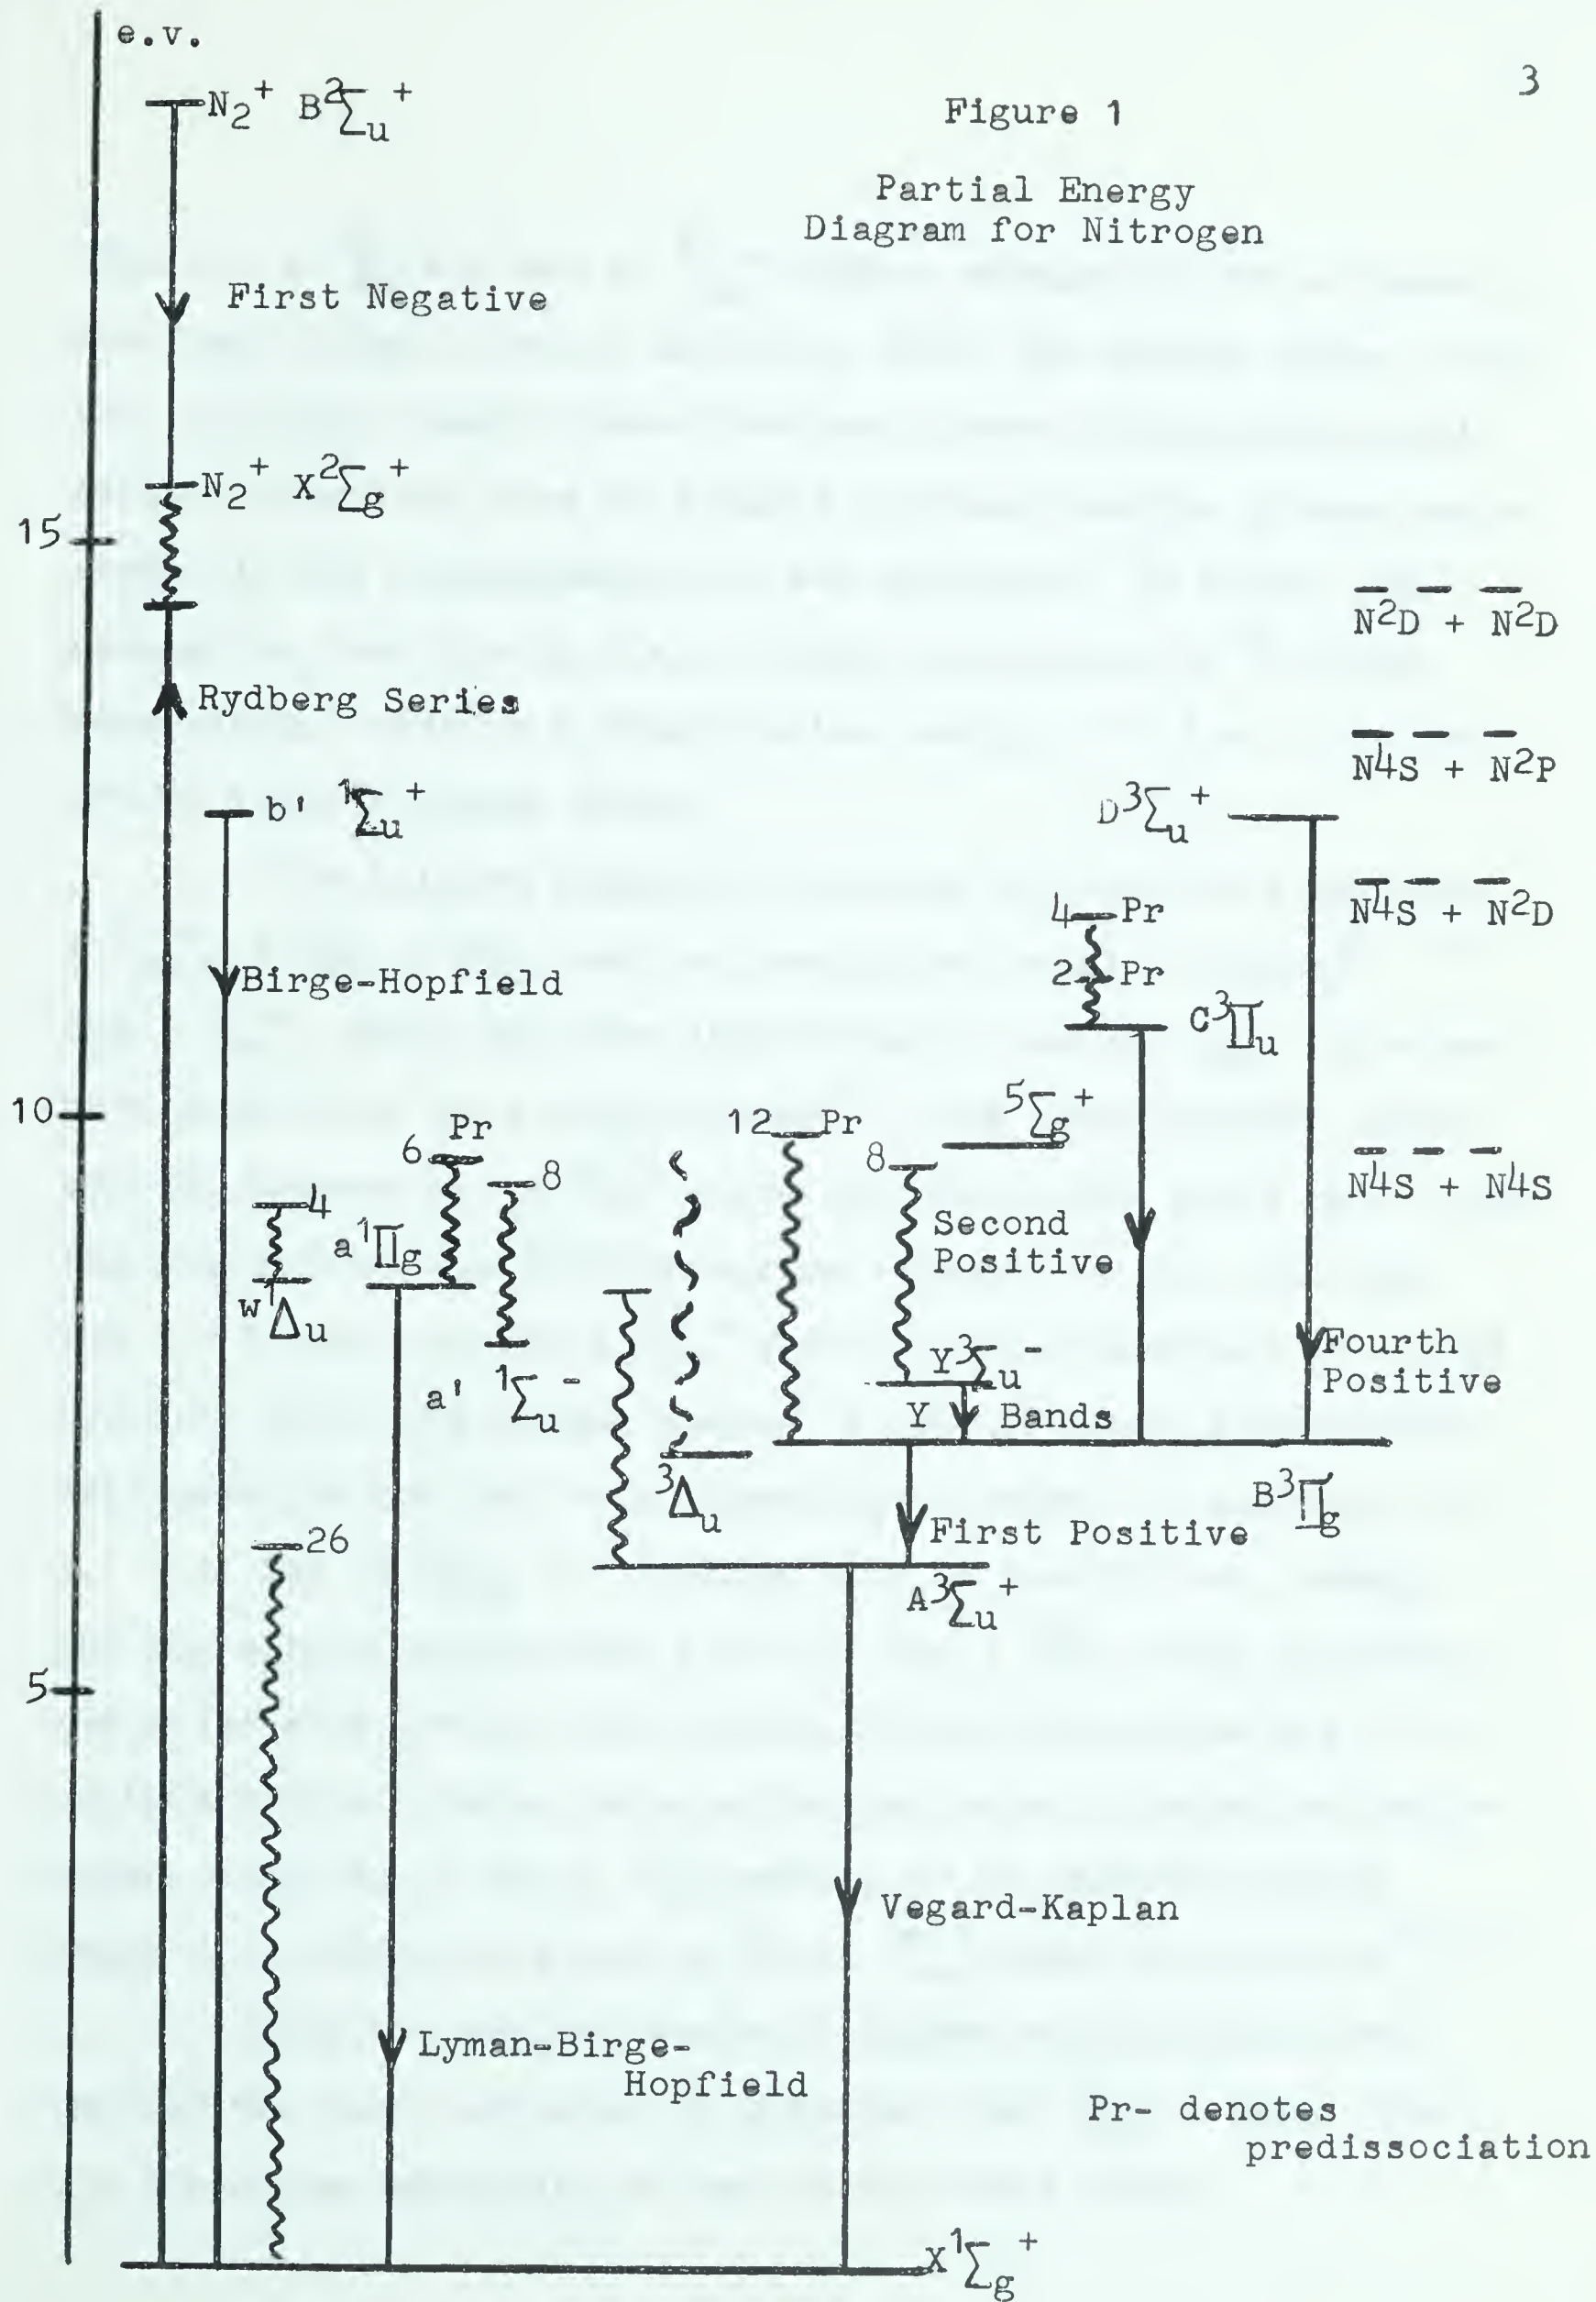 3
Figure 1
Partial Energy
Diagram for Nitrogen
e.v.
15
10
5
N₂⁺ B²Σᵤ⁺
First Negative
N₂⁺ X²Σg⁺
Rydberg Series
b' ¹Σᵤ⁺
Birge-Hopfield
N²D + N²D
N⁴S + N²P
N⁴S + N²D
N⁴S + N⁴S
D³Σᵤ⁺
4 Pr
2 Pr
C³Πᵤ
⁵Σg⁺
12 Pr
8
6 Pr
8
4
a¹Πg
w¹Δᵤ
a' ¹Σᵤ⁻
Second
Positive
Y³Σᵤ⁻
Y Bands
Fourth
Positive
³Δᵤ
B³Πg
First Positive
26
A³Σᵤ⁺
Vegard-Kaplan
Lyman-Birge-
Hopfield
Pr- denotes
predissociation
X¹Σg⁺